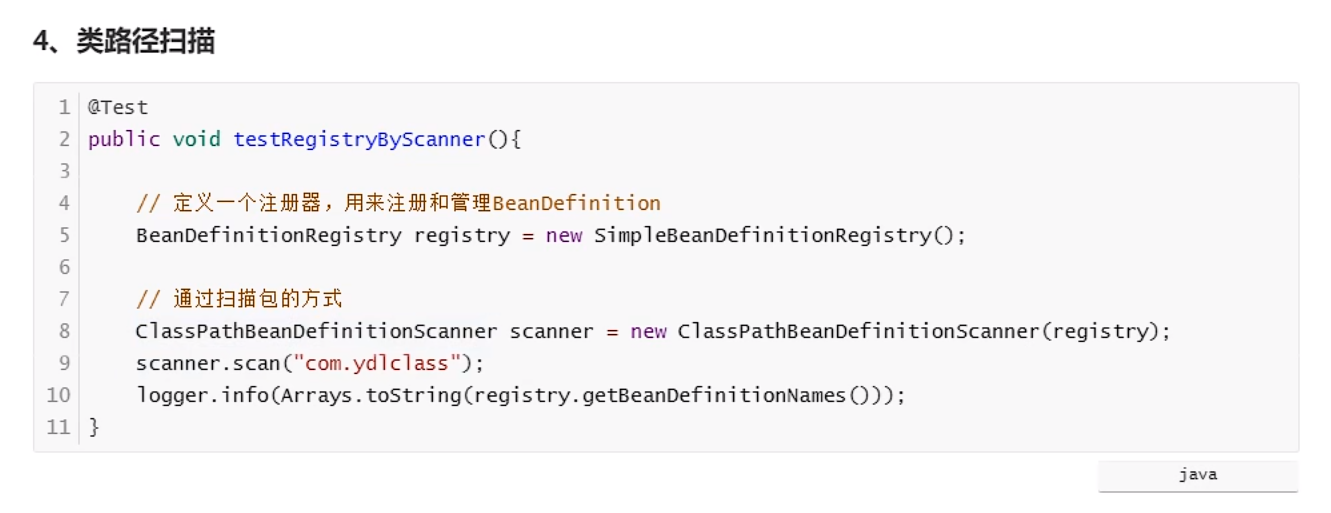 4、类路径扫描
1 @Test
2 public void testRegistryByScanner(){
3
4 // 定义一个注册器，用来注册和管理BeanDefinition
5 BeanDefinitionRegistry registry = new SimpleBeanDefinitionRegistry();
6
7 // 通过扫描包的方式
8 ClassPathBeanDefinitionScanner scanner = new ClassPathBeanDefinitionScanner(registry);
9 scanner.scan("com.ydlclass");
10 logger.info(Arrays.toString(registry.getBeanDefinitionNames()));
11 }
java